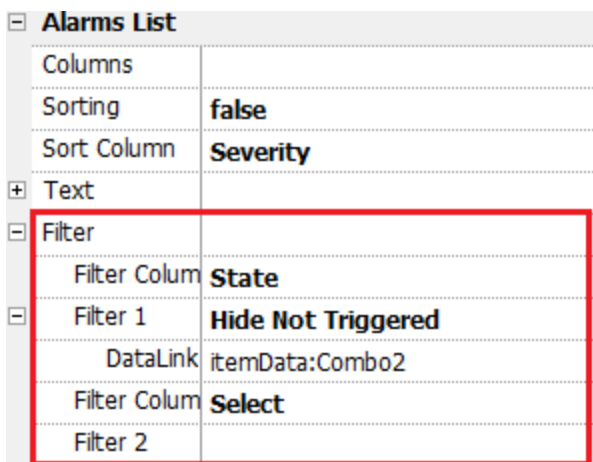 Alarms List
Columns
Sorting false
Sort Column Severity
Text
Filter
Filter Colum State
Filter 1 Hide Not Triggered
DataLink itemData:Combo2
Filter Colum Select
Filter 2